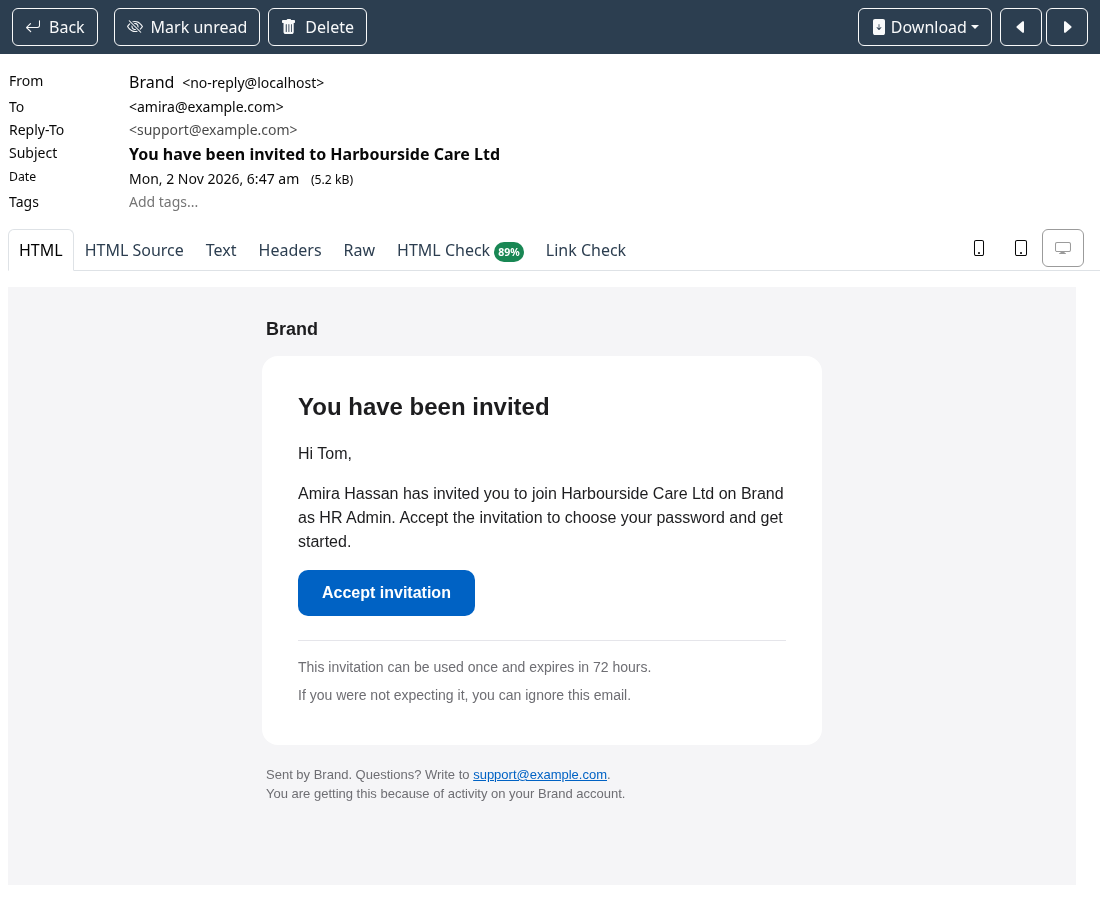 Back Mark unread Delete Download
From Brand <no-reply@localhost>
To <amira@example.com>
Reply-To <support@example.com>
Subject You have been invited to Harbourside Care Ltd
Date Mon, 2 Nov 2026, 6:47 am (5.2 kB)
Tags Add tags...
HTML HTML Source Text Headers Raw HTML Check 89% Link Check
Brand
You have been invited
Hi Tom,
Amira Hassan has invited you to join Harbourside Care Ltd on Brand
as HR Admin. Accept the invitation to choose your password and get
started.
Accept invitation
This invitation can be used once and expires in 72 hours.
If you were not expecting it, you can ignore this email.
Sent by Brand. Questions? Write to support@example.com.
You are getting this because of activity on your Brand account.